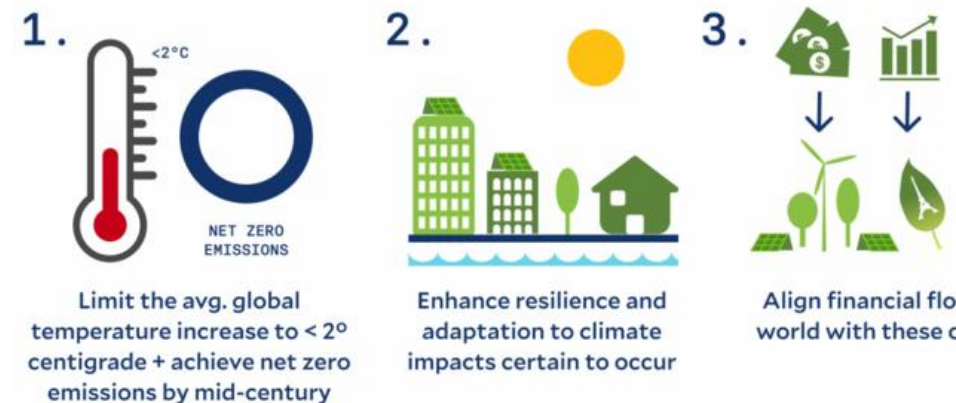 1.
<2°C
NET ZERO
EMISSIONS
Limit the avg. global
temperature increase to < 2º
centigrade + achieve net zero
emissions by mid-century
2.
Enhance resilience and
adaptation to climate
impacts certain to occur
3.
$
Align financial
world with these